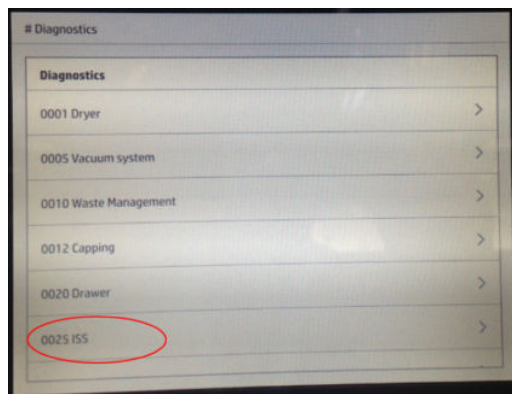 # Diagnostics
Diagnostics
0001 Dryer
0005 Vacuum system
0010 Waste Management
0012 Capping
0020 Drawer
0025 ISS